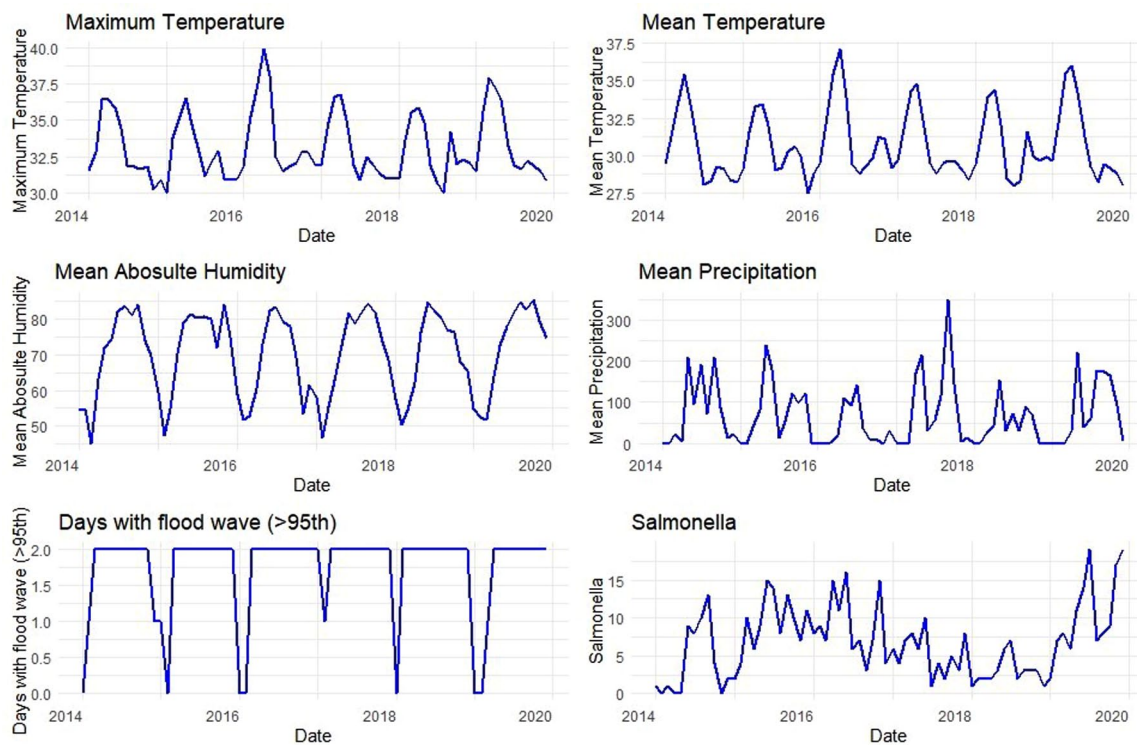 Maximum Temperature
Maximum Temperature
40.0
37.5
35.0
32.5
30.0
2014
2016
2018
2020
Date
Mean Temperature
Mean Temperature
37.5
35.0
32.5
30.0
27.5
2014
2016
2018
2020
Date
Mean Abosulte Humidity
Mean Abosulte Humidity
80
70
60
50
2014
2016
2018
2020
Date
Mean Precipitation
Mean Precipitation
300
200
100
0
2014
2016
2018
2020
Date
Days with flood wave (>95th)
Days with flood wave (>95th)
2.0
1.5
1.0
0.5
0.0
2014
2016
2018
2020
Date
Salmonella
Salmonella
15
10
5
0
2014
2016
2018
2020
Date